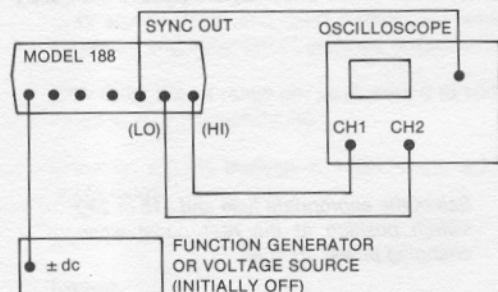 SYNC OUT
OSCILLOSCOPE
MODEL 188
(LO)
(HI)
CH1
CH2
± dc
FUNCTION GENERATOR
OR VOLTAGE SOURCE
(INITIALLY OFF)